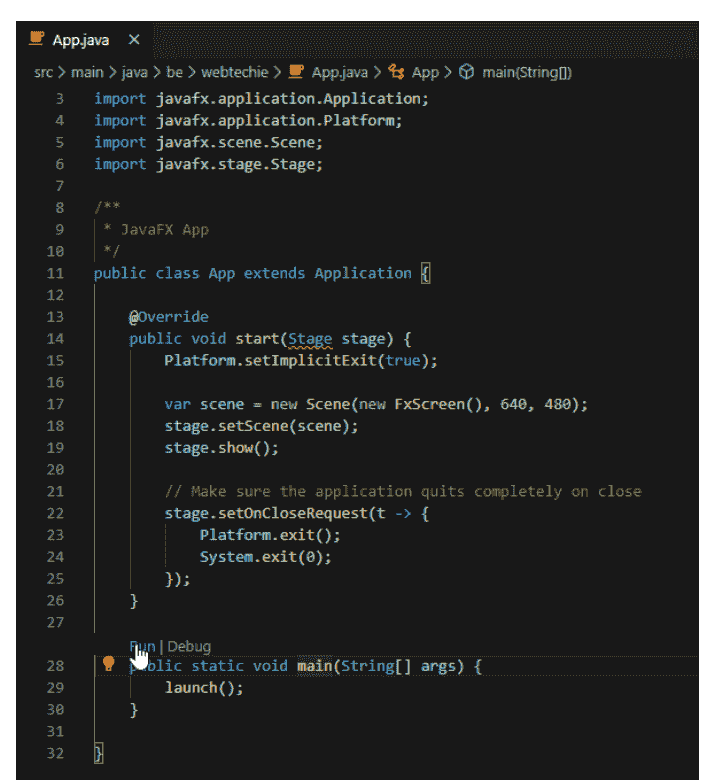 App.java ×
src > main > java > be > webtechie > App.java > App > main(String[])
3 import javafx.application.Application;
4 import javafx.application.Platform;
5 import javafx.scene.Scene;
6 import javafx.stage.Stage;
7
8 /**
9 * JavaFX App
10 */
11 public class App extends Application {
12
13 @Override
14 public void start(Stage stage) {
15 Platform.setImplicitExit(true);
16
17 var scene = new Scene(new FxScreen(), 640, 480);
18 stage.setScene(scene);
19 stage.show();
20
21 // Make sure the application quits completely on close
22 stage.setOnCloseRequest(t -> {
23 Platform.exit();
24 System.exit(0);
25 });
26 }
27
Run | Debug
28 public static void main(String[] args) {
29 launch();
30 }
31
32 }